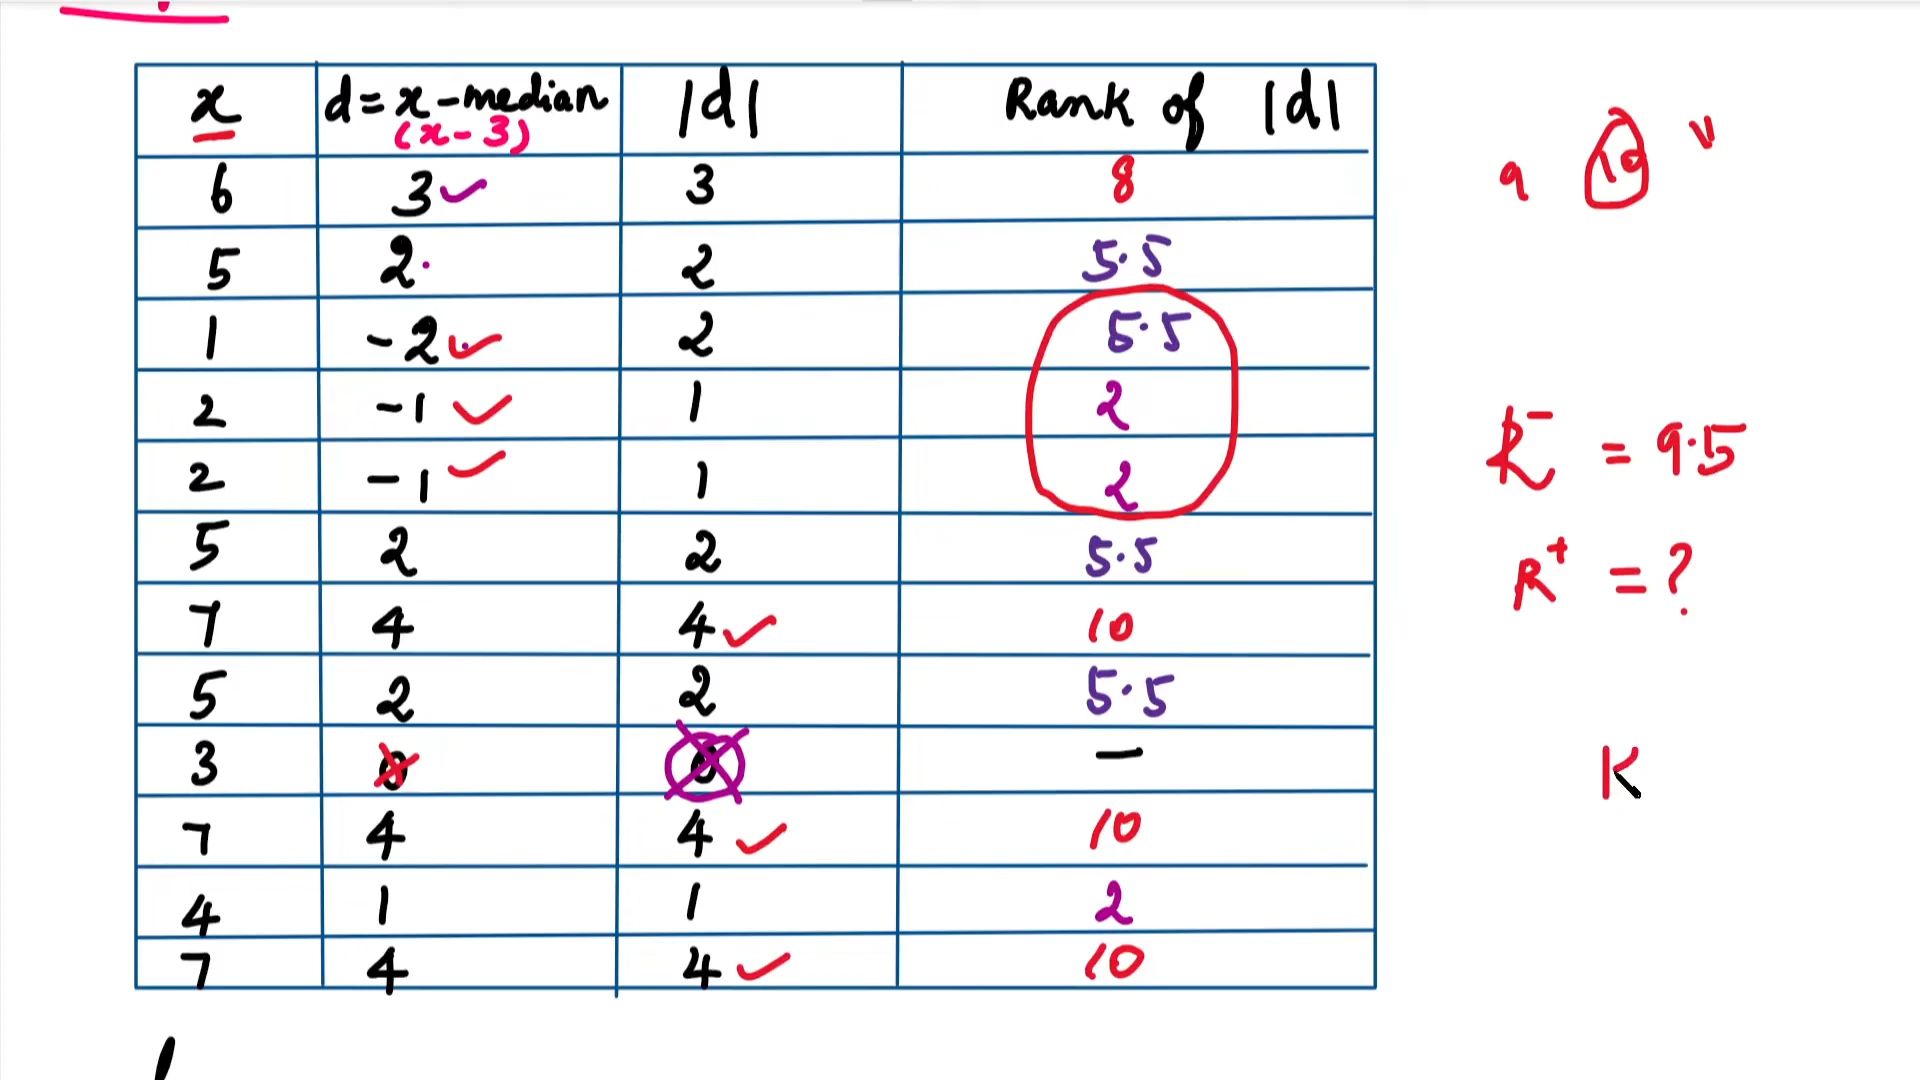 x d = x - median |d| Rank of |d|
(x - 3)
6 3 3 8
5 2 2 5.5
1 -2 2 5.5
2 -1 1 2
2 -1 1 2
5 2 2 5.5
7 4 4 10
5 2 2 5.5
3 0 0 —
7 4 4 10
4 1 1 2
7 4 4 10
9 10 11
R⁻ = 9.5
R⁺ = ?